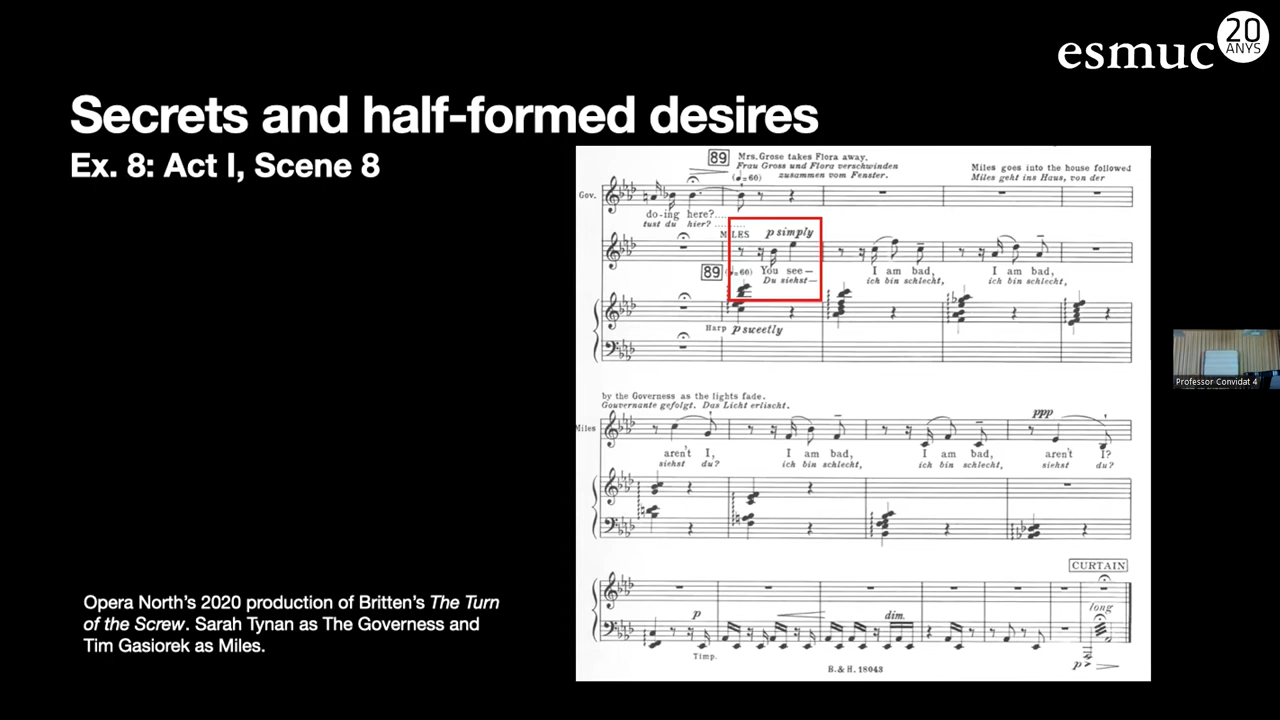 esmuc
20
ANYS
Secrets and half-formed desires
Ex. 8: Act I, Scene 8
89
Mrs. Grose takes Flora away.
Frau Gross und Flora verschwinden
zusammen vom Fenster.
(♩=60)
Miles goes into the house followed
Miles geht ins Haus, von der
Gov.
do-ing here?....
tust du hier? ........
MILES
p simply
89
(♩=60)
You see—
Du siehst—
I am bad,
ich bin schlecht,
I am bad,
ich bin schlecht,
Harp p sweetly
by the Governess as the lights fade.
Gouvernante gefolgt. Das Licht erlischt.
Miles
ppp
aren't I,
siehst du?
I am bad,
ich bin schlecht,
I am bad,
ich bin schlecht,
aren't I?
siehst du?
CURTAIN
p
dim.
long
Timp.
p
B.&H. 18043
Opera North's 2020 production of Britten's The Turn
of the Screw. Sarah Tynan as The Governess and
Tim Gasiorek as Miles.
Professor Convidat 4